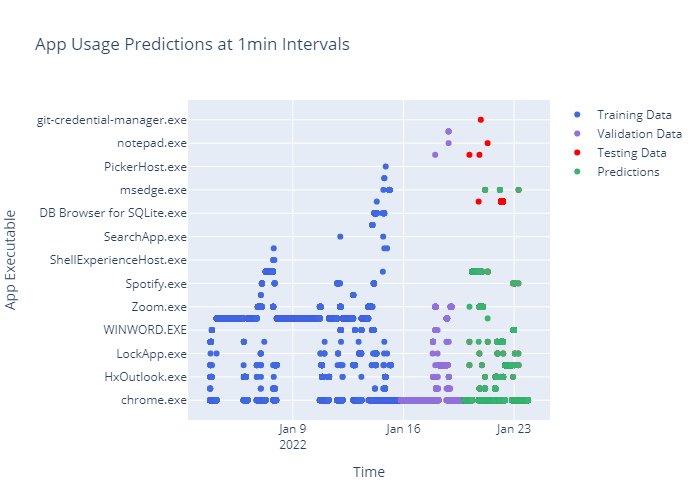 App Usage Predictions at 1min Intervals
git-credential-manager.exe
notepad.exe
PickerHost.exe
msedge.exe
DB Browser for SQLite.exe
SearchApp.exe
ShellExperienceHost.exe
Spotify.exe
Zoom.exe
WINWORD.EXE
LockApp.exe
HxOutlook.exe
chrome.exe
App Executable
Jan 9
2022
Jan 16
Jan 23
Time
Training Data
Validation Data
Testing Data
Predictions